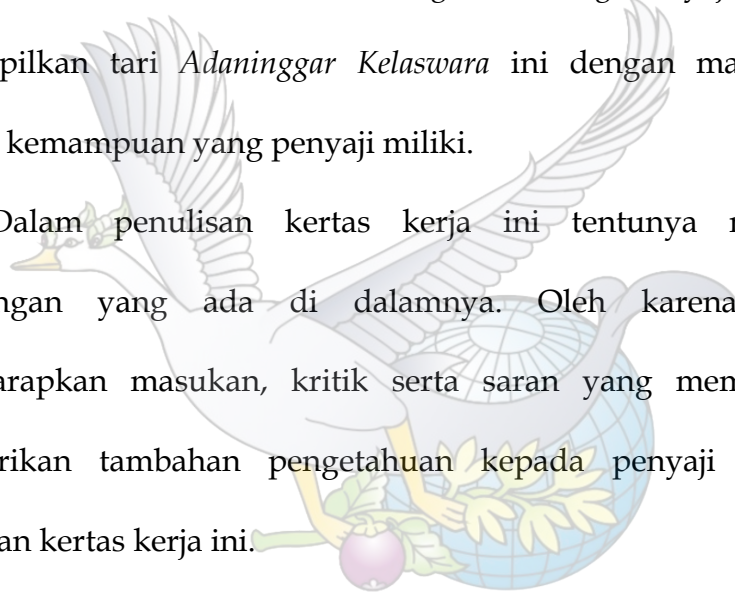 pilkan tari Adaninggar Kelaswara ini dengan ma
kemampuan yang penyaji miliki.
Dalam penulisan kertas kerja ini tentunya
ngan yang ada di dalamnya. Oleh karena
arapkan masukan, kritik serta saran yang mem
rikan tambahan pengetahuan kepada penyaji
an kertas kerja ini.